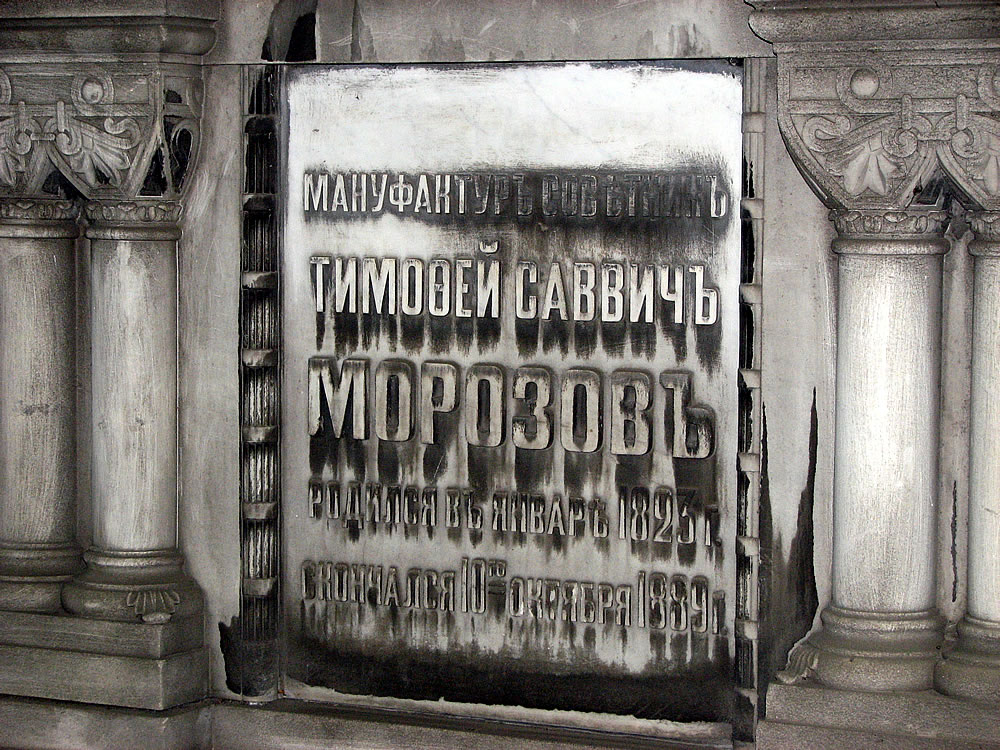 МАНУФАКТУРЪ СОВѢТНИКЪ
ТИМОѲЕЙ САВВИЧЪ
МОРОЗОВЪ
РОДИЛСЯ ВЪ ЯНВАРѢ 1823 Г.
СКОНЧАЛСЯ 10ГО ОКТЯБРЯ 1889 Г.